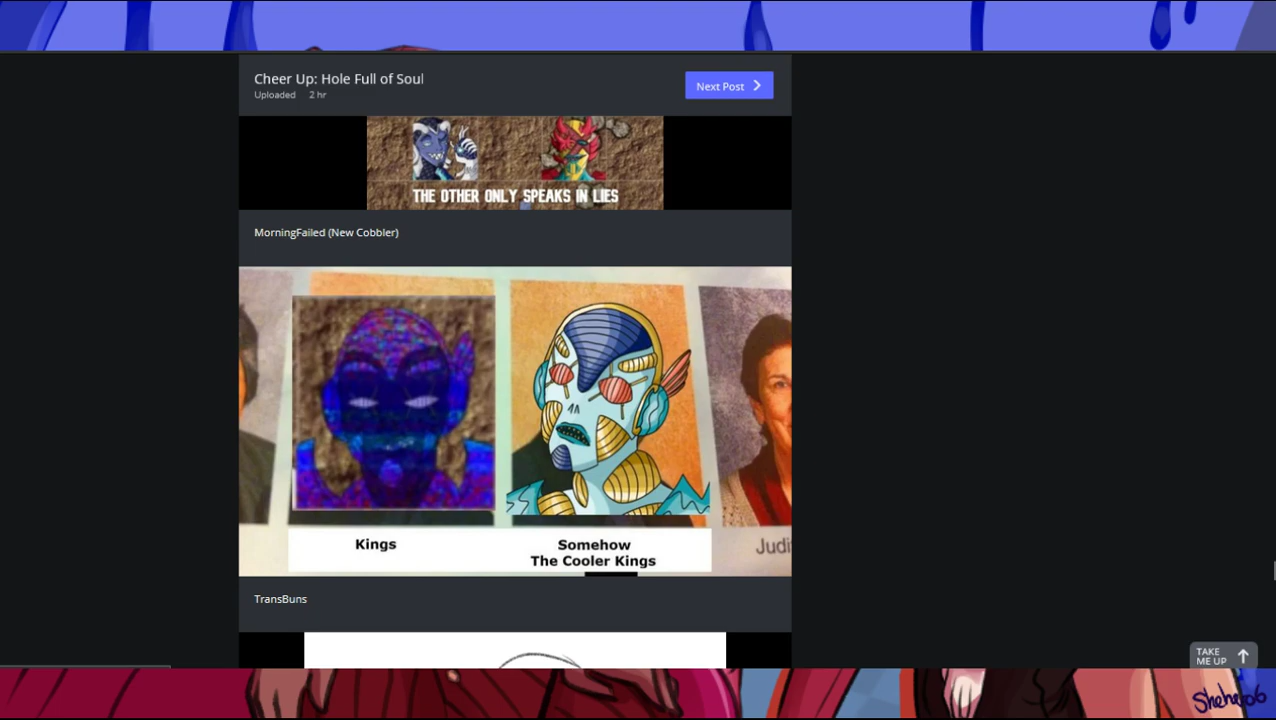 Cheer Up: Hole Full of Soul
Uploaded 2 hr
Next Post
THE OTHER ONLY SPEAKS IN LIES
MorningFailed (New Cobbler)
Kings
Somehow
The Cooler Kings
Judi
TransBuns
TAKE
ME UP